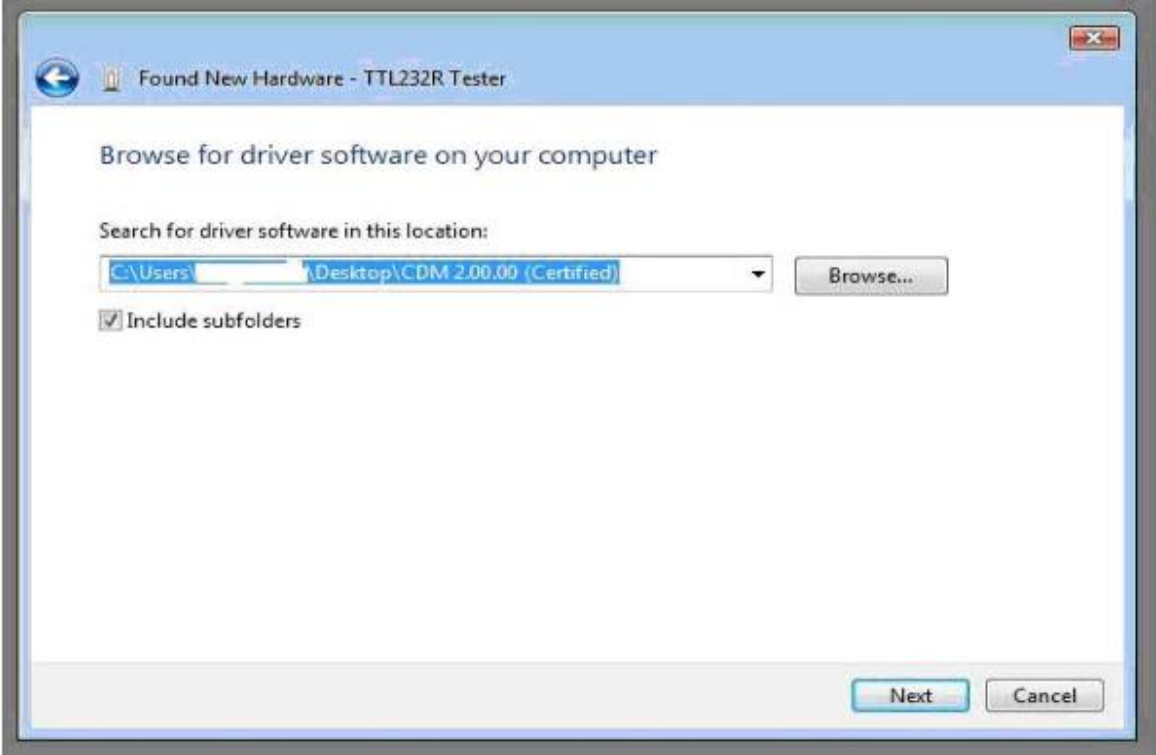 Found New Hardware - TTL232R Tester
Browse for driver software on your computer
Search for driver software in this location:
C:\Users\ \Desktop\CDM 2.00.00 (Certified)
Browse...
Include subfolders
Next
Cancel